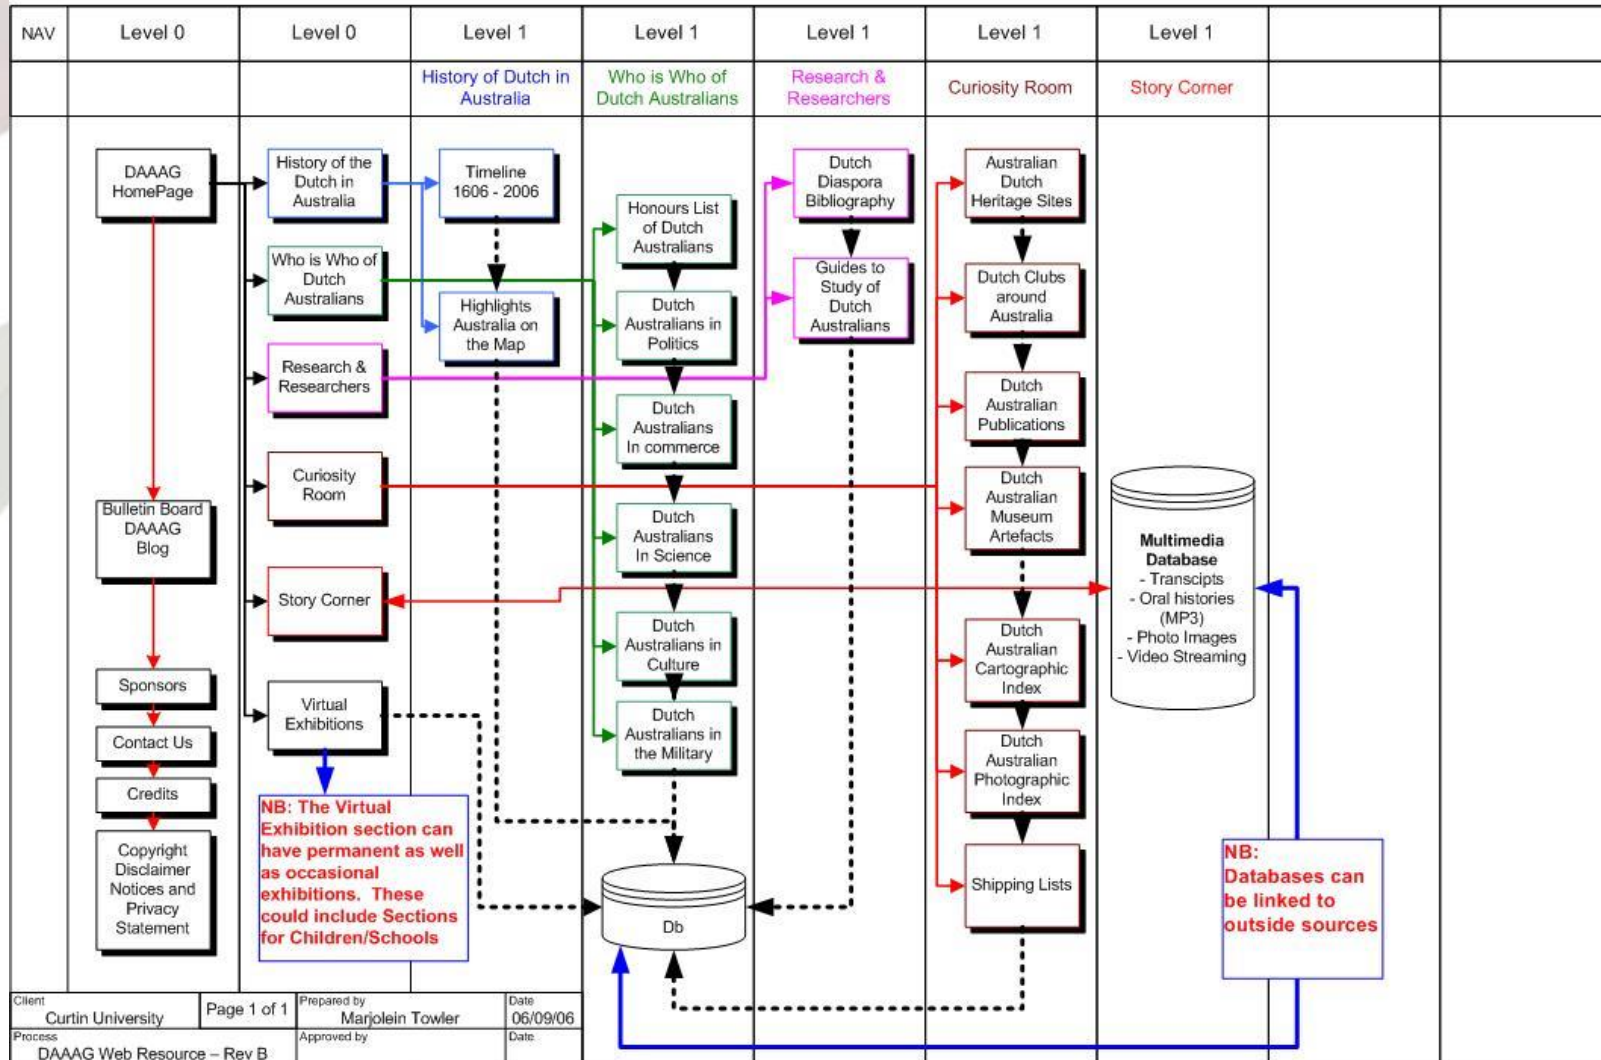 NAV
Level 0
Level 0
Level 1
Level 1
Level 1
Level 1
Level 1
History of Dutch in
Australia
Who is Who of
Dutch Australians
Research &
Researchers
Curiosity Room
Story Corner
DAAAG
HomePage
Bulletin Board
DAAAG
Blog
Sponsors
Contact Us
Credits
Copyright
Disclaimer
Notices and
Privacy
Statement
History of the
Dutch in
Australia
Who is Who of
Dutch
Australians
Research &
Researchers
Curiosity
Room
Story Corner
Virtual
Exhibitions
NB: The Virtual
Exhibition section can
have permanent as well
as occasional
exhibitions. These
could include Sections
for Children/Schools
Timeline
1606 - 2006
Highlights
Australia on
the Map
Honours List
of Dutch
Australians
Dutch
Australians in
Politics
Dutch
Australians
In commerce
Dutch
Australians
In Science
Dutch
Australians in
Culture
Dutch
Australians in
the Military
Db
Dutch
Diaspora
Bibliography
Guides to
Study of
Dutch
Australians
Australian
Dutch
Heritage Sites
Dutch Clubs
around
Australia
Dutch
Australian
Publications
Dutch
Australian
Museum
Artefacts
Dutch
Australian
Cartographic
Index
Dutch
Australian
Photographic
Index
Shipping Lists
Multimedia
Database
- Transcipts
- Oral histories
(MP3)
- Photo Images
- Video Streaming
NB:
Databases can
be linked to
outside sources
Client
Curtin University
Page 1 of 1
Prepared by
Marjolein Towler
Date
06/09/06
Process
DAAAG Web Resource – Rev B
Approved by
Date